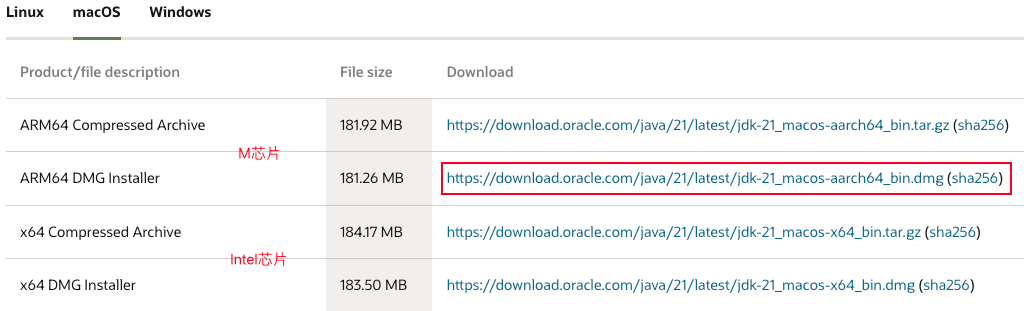 Linux macOS Windows
Product/file description File size Download
ARM64 Compressed Archive 181.92 MB https://download.oracle.com/java/21/latest/jdk-21_macos-aarch64_bin.tar.gz (sha256)
M芯片
ARM64 DMG Installer 181.26 MB https://download.oracle.com/java/21/latest/jdk-21_macos-aarch64_bin.dmg (sha256)
x64 Compressed Archive 184.17 MB https://download.oracle.com/java/21/latest/jdk-21_macos-x64_bin.tar.gz (sha256)
Intel芯片
x64 DMG Installer 183.50 MB https://download.oracle.com/java/21/latest/jdk-21_macos-x64_bin.dmg (sha256)